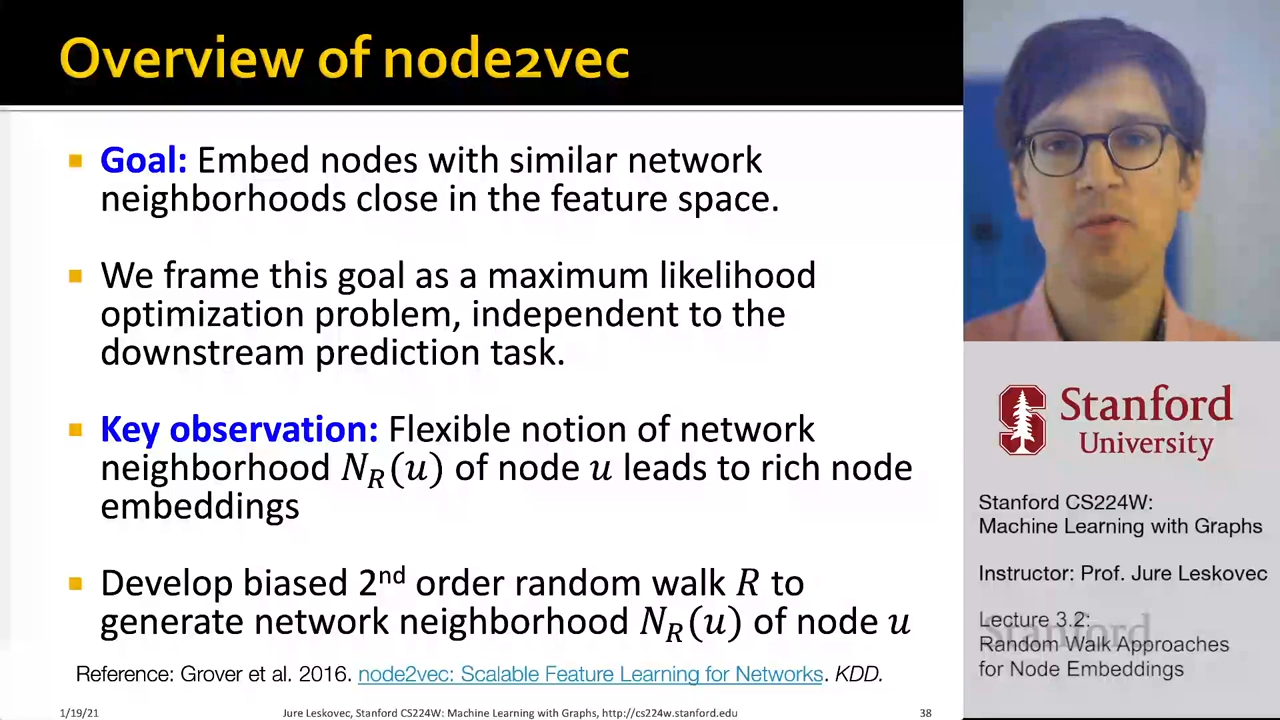 Overview of node2vec
Goal: Embed nodes with similar network
neighborhoods close in the feature space.
We frame this goal as a maximum likelihood
optimization problem, independent to the
downstream prediction task.
Key observation: Flexible notion of network
neighborhood N_R(u) of node u leads to rich node
embeddings
Develop biased 2nd order random walk R to
generate network neighborhood N_R(u) of node u
Reference: Grover et al. 2016. node2vec: Scalable Feature Learning for Networks. KDD.
1/19/21
Jure Leskovec, Stanford CS224W: Machine Learning with Graphs, http://cs224w.stanford.edu
38
S
Stanford
University
Stanford CS224W:
Machine Learning with Graphs
Instructor: Prof. Jure Leskovec
Lecture 3.2:
Stanford
Random Walk Approaches
for Node Embeddings